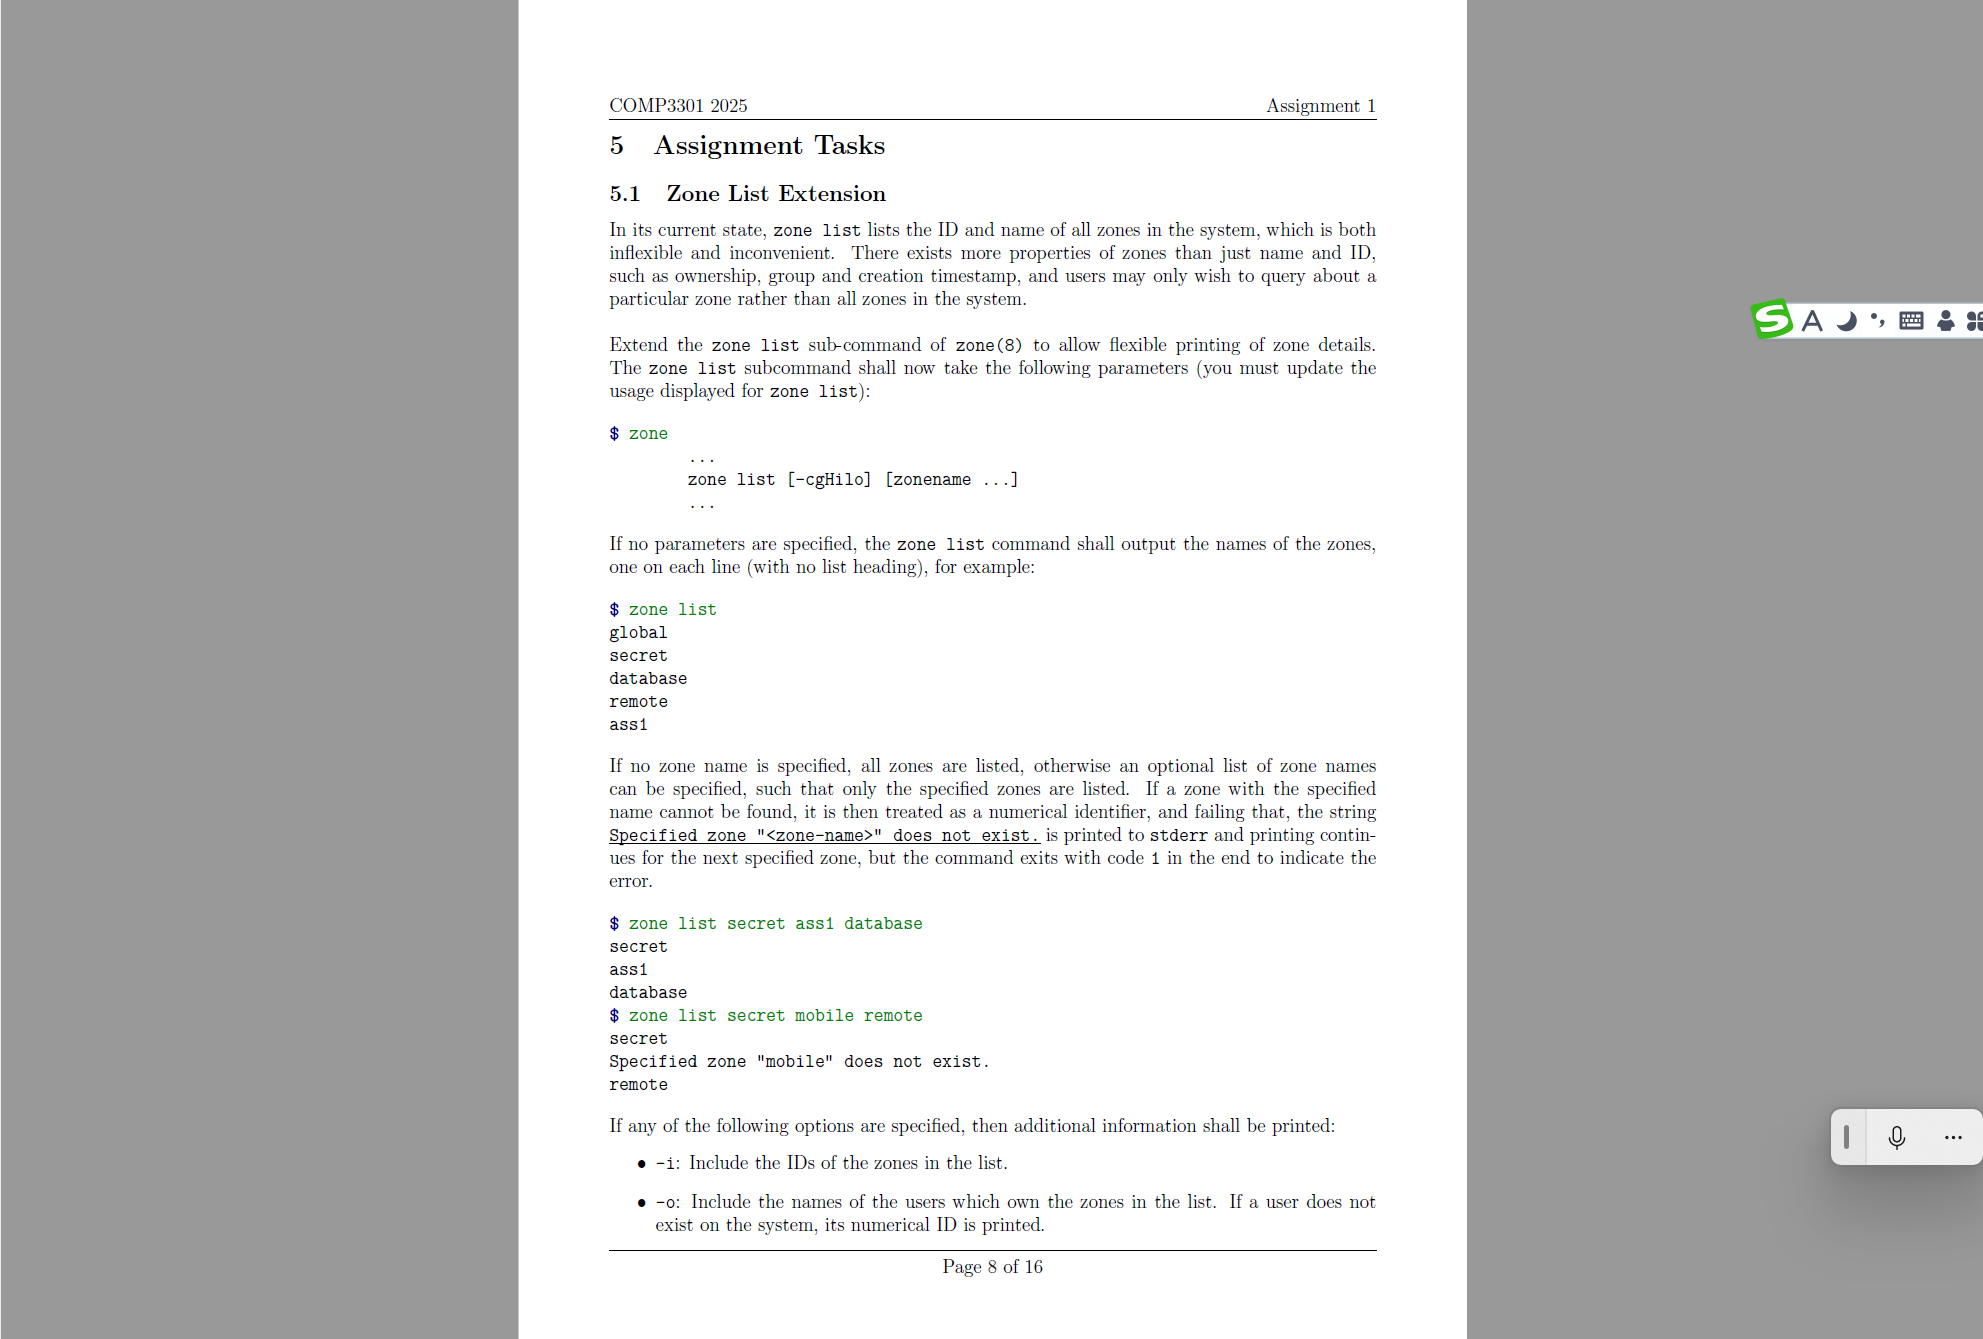 COMP3301 2025 Assignment 1
5 Assignment Tasks
5.1 Zone List Extension
In its current state, zone list lists the ID and name of all zones in the system, which is both
inflexible and inconvenient. There exists more properties of zones than just name and ID,
such as ownership, group and creation timestamp, and users may only wish to query about a
particular zone rather than all zones in the system.
Extend the zone list sub-command of zone(8) to allow flexible printing of zone details.
The zone list subcommand shall now take the following parameters (you must update the
usage displayed for zone list):
$ zone
...
zone list [-cgHilo] [zonename ...]
...
If no parameters are specified, the zone list command shall output the names of the zones,
one on each line (with no list heading), for example:
$ zone list
global
secret
database
remote
ass1
If no zone name is specified, all zones are listed, otherwise an optional list of zone names
can be specified, such that only the specified zones are listed. If a zone with the specified
name cannot be found, it is then treated as a numerical identifier, and failing that, the string
Specified zone "<zone-name>" does not exist. is printed to stderr and printing contin-
ues for the next specified zone, but the command exits with code 1 in the end to indicate the
error.
$ zone list secret ass1 database
secret
ass1
database
$ zone list secret mobile remote
secret
Specified zone "mobile" does not exist.
remote
If any of the following options are specified, then additional information shall be printed:
• -i: Include the IDs of the zones in the list.
• -o: Include the names of the users which own the zones in the list. If a user does not
exist on the system, its numerical ID is printed.
Page 8 of 16
S A